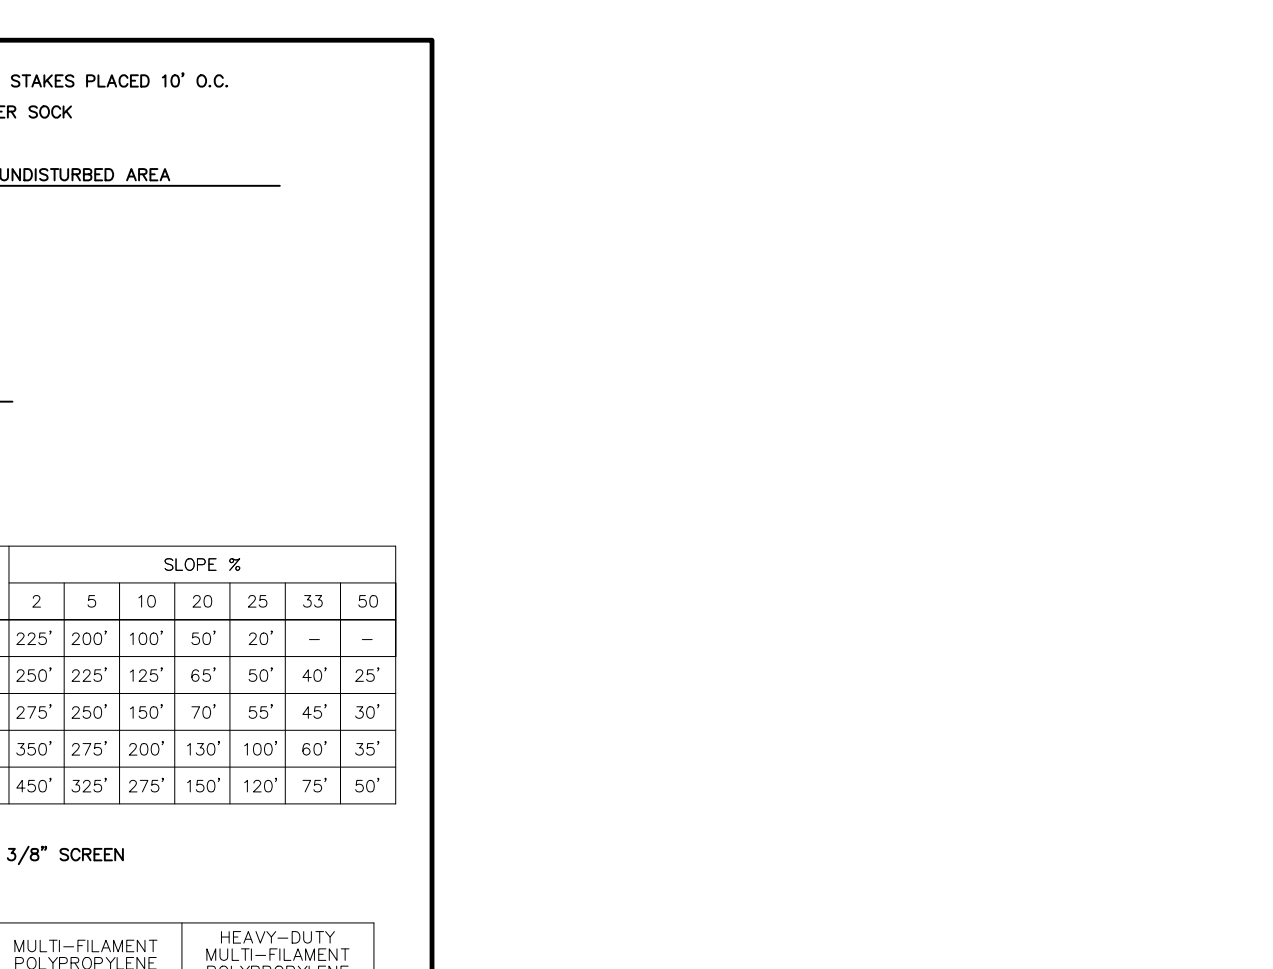 STAKES PLACED 10' O.C.
ER SOCK
UNDISTURBED AREA
SLOPE %
2 5 10 20 25 33 50
225' 200' 100' 50' 20' – –
250' 225' 125' 65' 50' 40' 25'
275' 250' 150' 70' 55' 45' 30'
350' 275' 200' 130' 100' 60' 35'
450' 325' 275' 150' 120' 75' 50'
3/8" SCREEN
MULTI–FILAMENT
POLYPROPYLENE
HEAVY–DUTY
MULTI–FILAMENT
POLYPROPYLENE